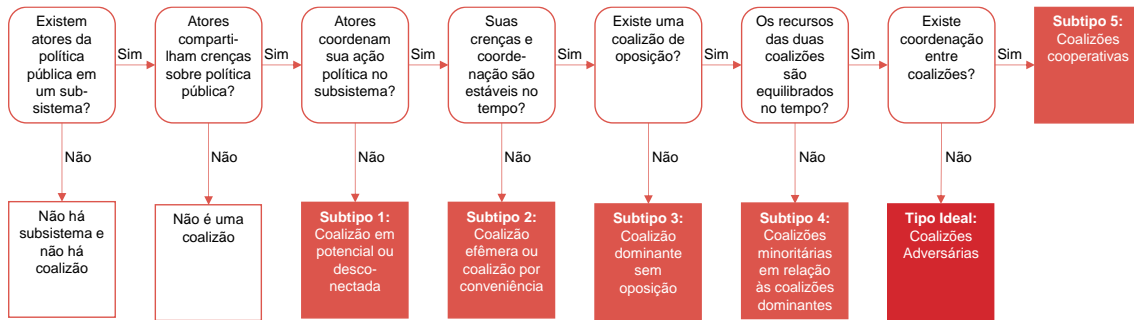 Existem
atores da
política
pública em
um sub-
sistema?
Sim
Atores
comparti-
lham crenças
sobre política
pública?
Sim
Atores
coordenam
sua ação
política no
subsistema?
Sim
Suas
crenças e
coorde-
nação são
estáveis no
tempo?
Sim
Existe uma
coalizão de
oposição?
Sim
Os recursos
das duas
coalizões
são
equilibrados
no tempo?
Sim
Existe
coordenação
entre
coalizões?
Sim
Subtipo 5:
Coalizões
cooperativas
Não
Não
Não
Não
Não
Não
Não
Não há
subsistema e
não há
coalizão
Não é uma
coalizão
Subtipo 1:
Coalizão em
potencial ou
desco-
nectada
Subtipo 2:
Coalizão
efêmera ou
coalizão por
conveniência
Subtipo 3:
Coalizão
dominante
sem
oposição
Subtipo 4:
Coalizões
minoritárias
em relação
às coalizões
dominantes
Tipo Ideal:
Coalizões
Adversárias